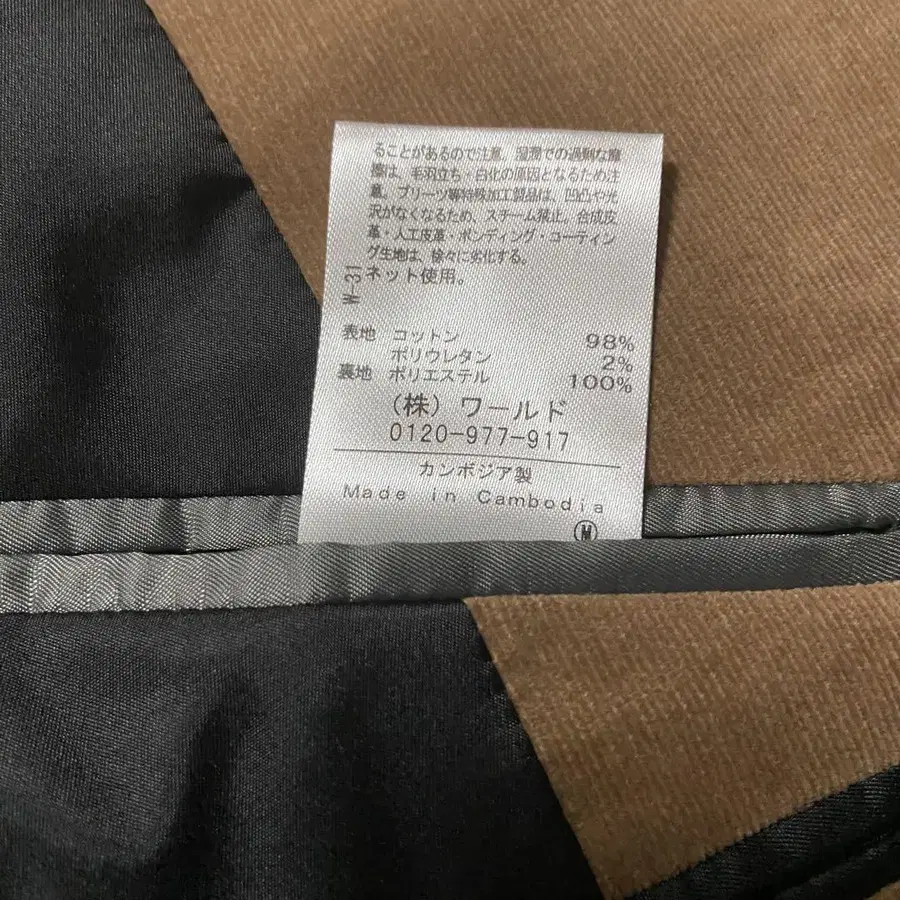 ることがあるので注意。湿潤での過剰な摩
擦は、毛羽立ち・白化の原因となるため注
意。プリーツ等特殊加工製品は、凹凸や光
沢がなくなるため、スチーム禁止。合成皮
革・人工皮革・ボンディング・コーティン
グ生地は、徐々に劣化する。
ネット使用。
W-31
表地 コットン 98%
ポリウレタン 2%
裏地 ポリエステル 100%
(株) ワールド
0120-977-917
カンボジア製
Made in Cambodia
M